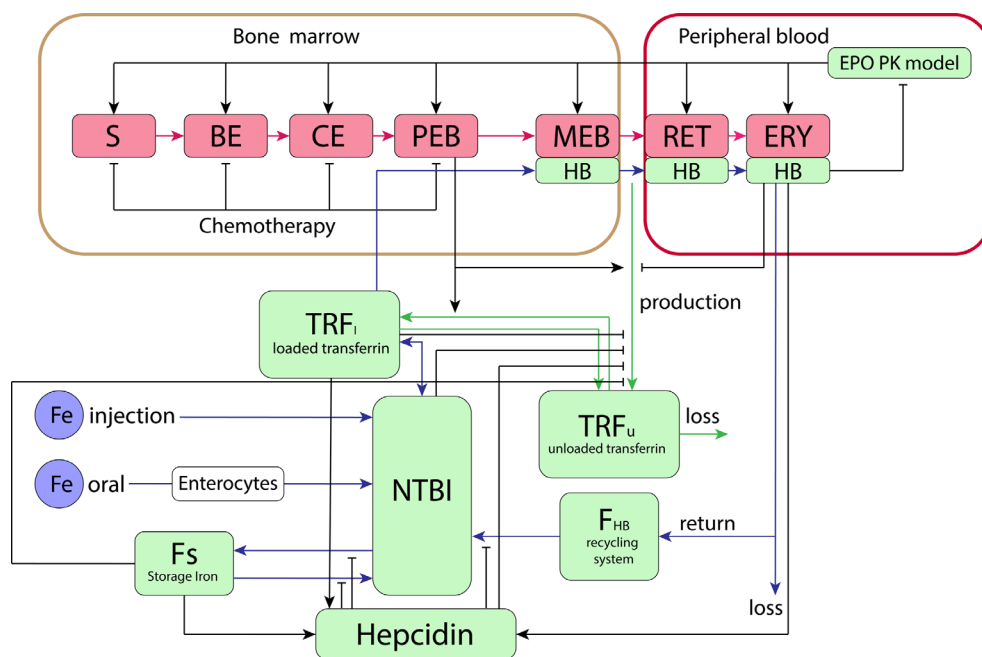 Bone marrow
Peripheral blood
EPO PK model
S
BE
CE
PEB
MEB
RET
ERY
HB
HB
HB
Chemotherapy
production
TRFl
loaded transferrin
TRFu
unloaded transferrin
loss
Fe injection
Fe oral
Enterocytes
NTBI
FHB
recycling
system
return
Fs
Storage Iron
loss
Hepcidin